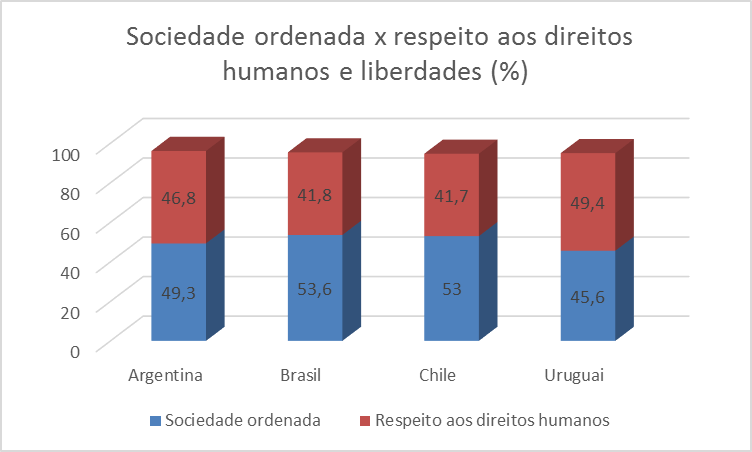 Sociedade ordenada x respeito aos direitos
humanos e liberdades (%)
100
80
60
40
20
0
46,8
41,8
41,7
49,4
49,3
53,6
53
45,6
Argentina
Brasil
Chile
Uruguai
Sociedade ordenada
Respeito aos direitos humanos